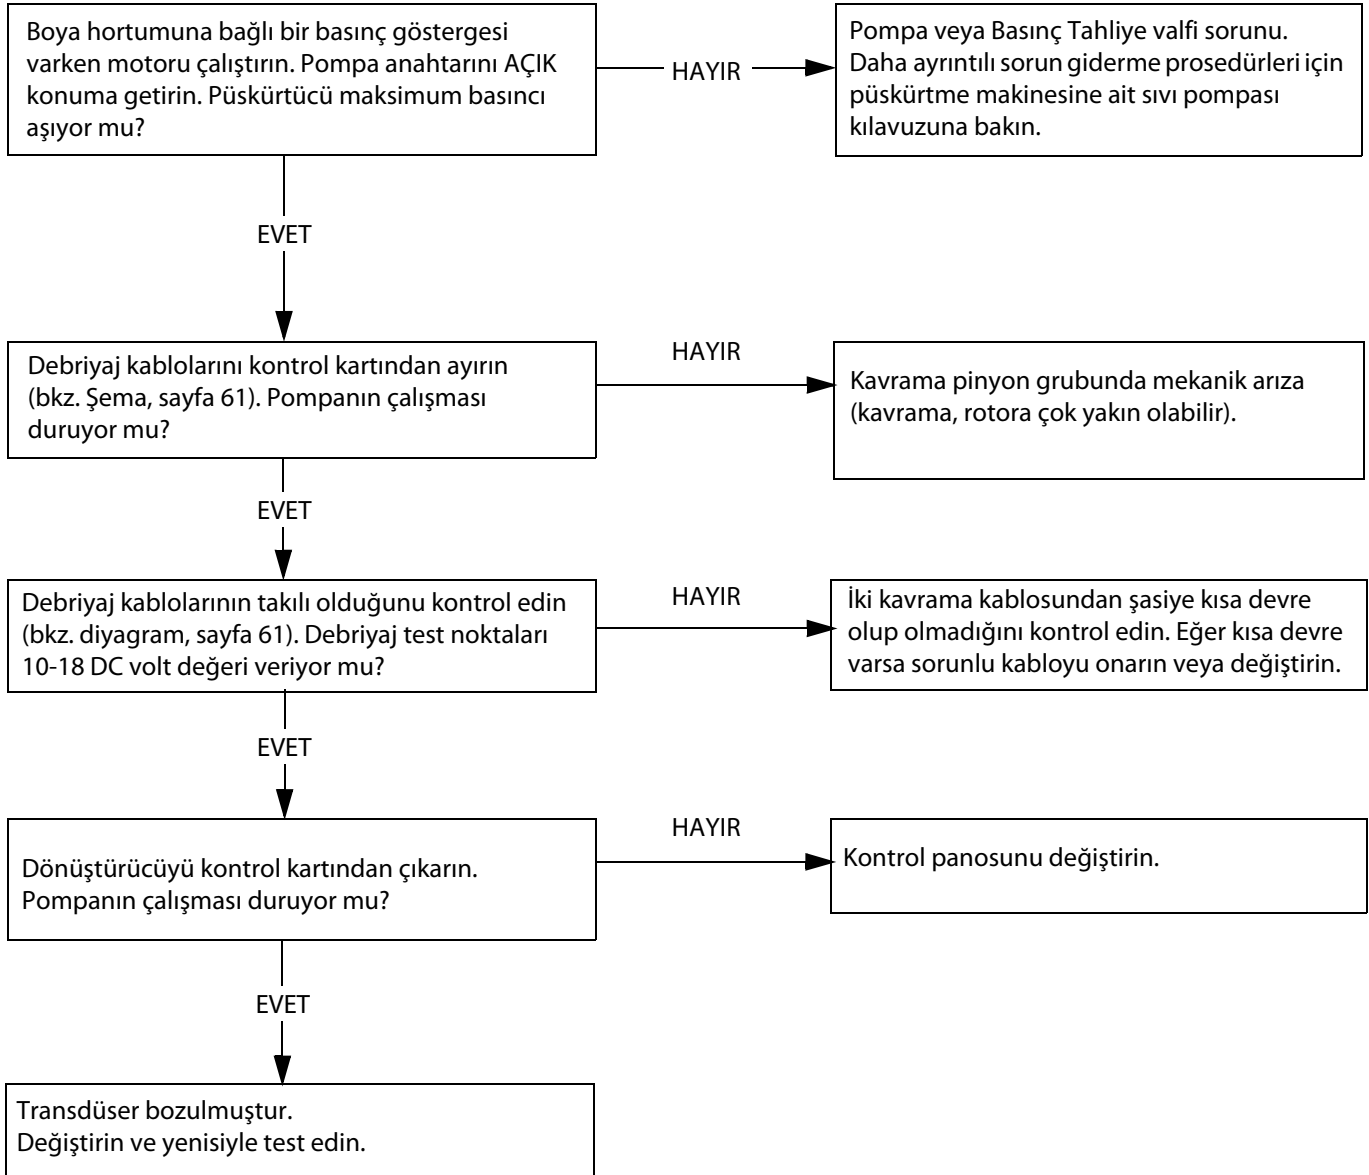 Boya hortumuna bağlı bir basınç göstergesi
varken motoru çalıştırın. Pompa anahtarını AÇIK
konuma getirin. Püskürtücü maksimum basıncı
aşıyor mu?
HAYIR
Pompa veya Basınç Tahliye valfi sorunu.
Daha ayrıntılı sorun giderme prosedürleri için
püskürtme makinesine ait sıvı pompası
kılavuzuna bakın.
EVET
Debriyaj kablolarını kontrol kartından ayırın
(bkz. Şema, sayfa 61). Pompanın çalışması
duruyor mu?
HAYIR
Kavrama pinyon grubunda mekanik arıza
(kavrama, rotora çok yakın olabilir).
EVET
Debriyaj kablolarının takılı olduğunu kontrol edin
(bkz. diyagram, sayfa 61). Debriyaj test noktaları
10-18 DC volt değeri veriyor mu?
HAYIR
İki kavrama kablosundan şasiye kısa devre
olup olmadığını kontrol edin. Eğer kısa devre
varsa sorunlu kabloyu onarın veya değiştirin.
EVET
Dönüştürücüyü kontrol kartından çıkarın.
Pompanın çalışması duruyor mu?
HAYIR
Kontrol panosunu değiştirin.
EVET
Transdüser bozulmuştur.
Değiştirin ve yenisiyle test edin.